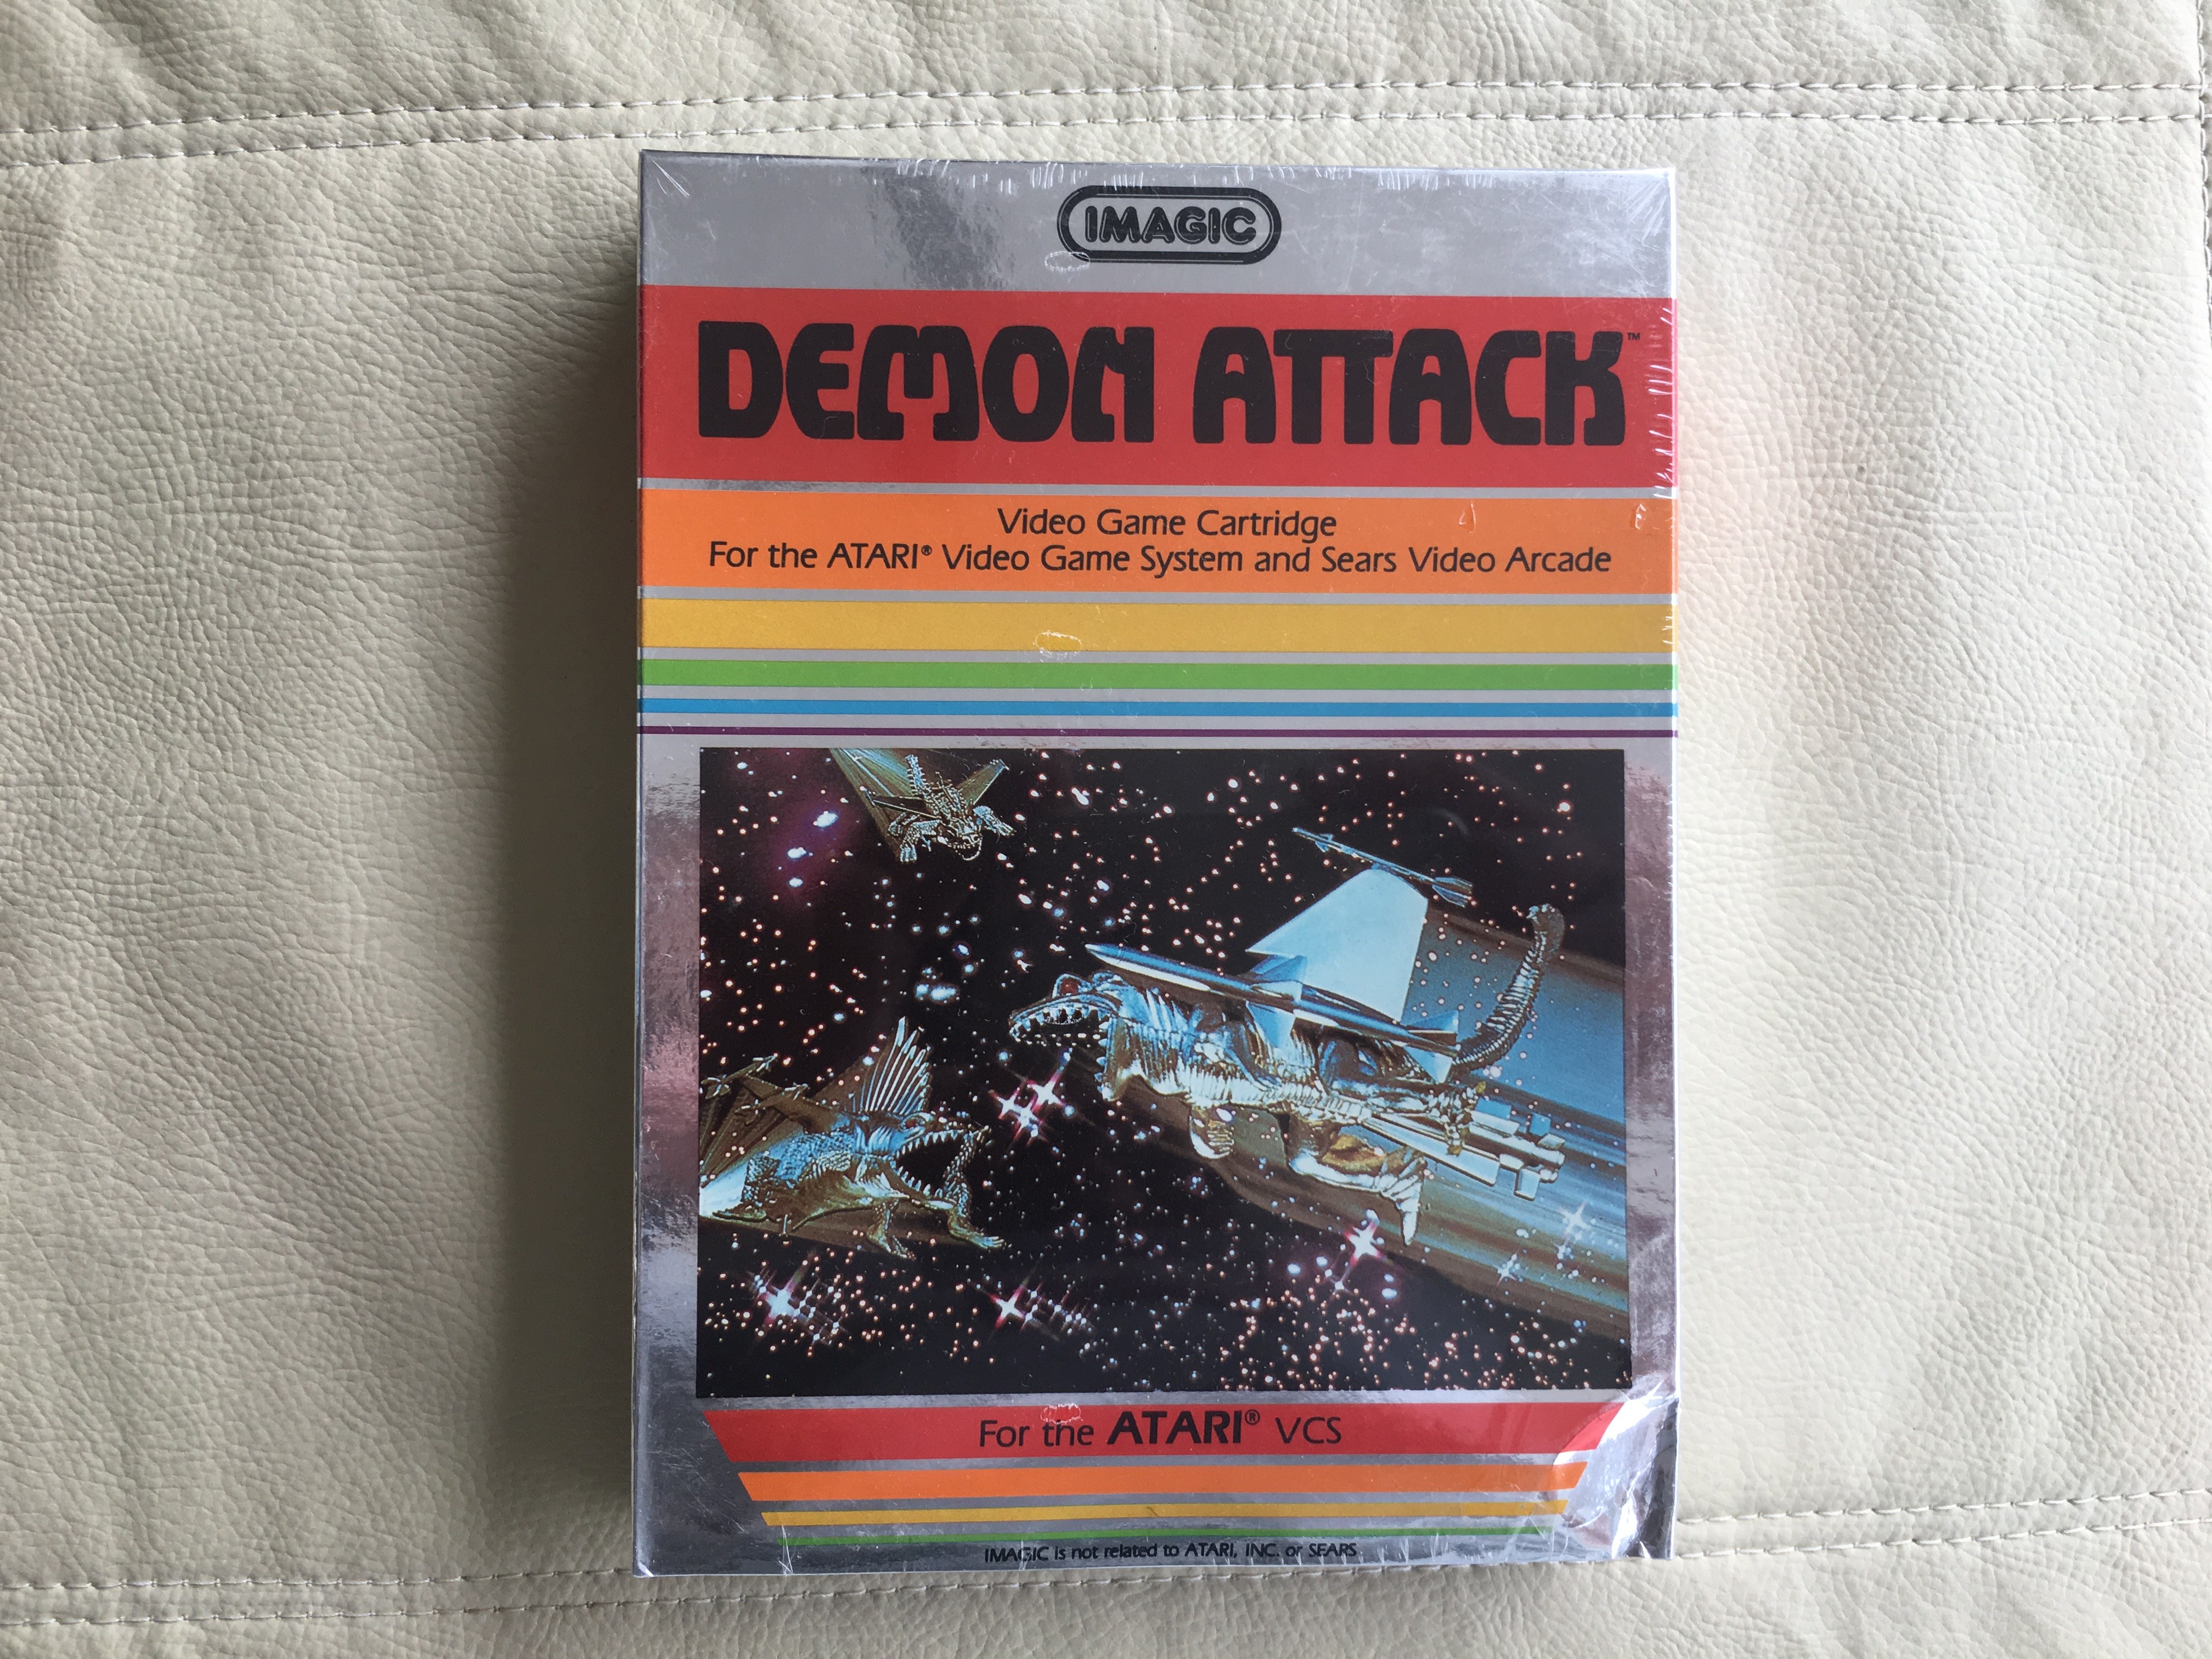 IMAGIC
DEMON ATTACK™
Video Game Cartridge
For the ATARI® Video Game System and Sears Video Arcade
For the ATARI® VCS
IMAGIC is not related to ATARI, INC. or SEARS